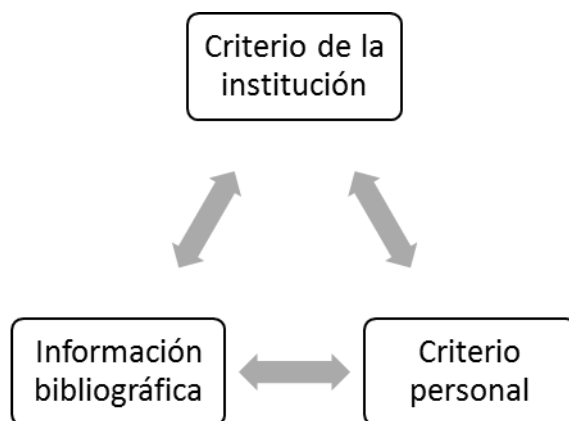 Criterio de la
institución
Información
bibliográfica
Criterio
personal